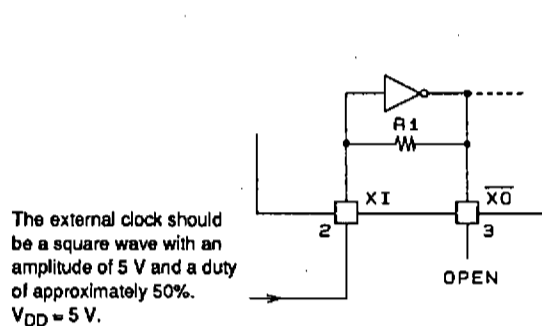 R1
XI
X̅O̅
2
3
OPEN
The external clock should
be a square wave with an
amplitude of 5 V and a duty
of approximately 50%.
VDD = 5 V.